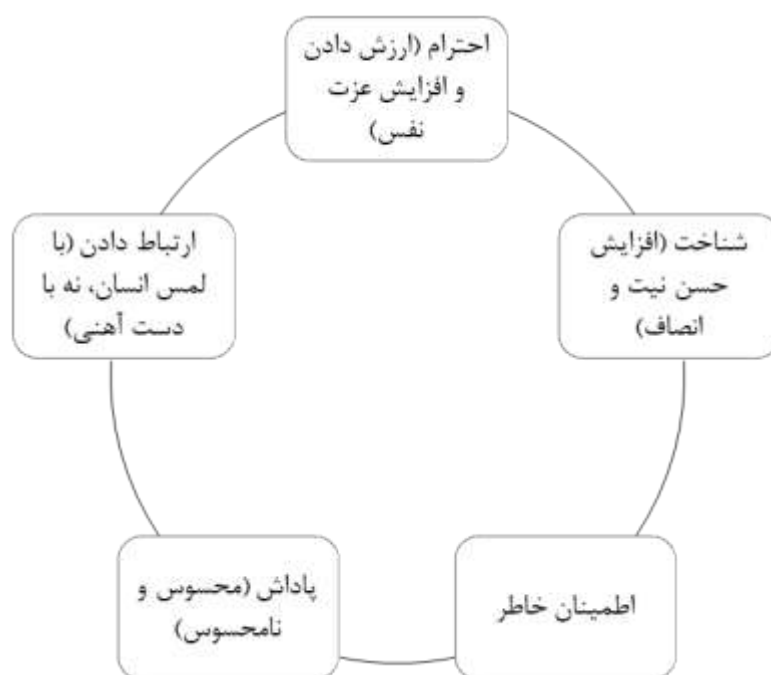 احترام (ارزش دادن
و افزایش عزت
نفس)
شناخت (افزایش
حسن نیت و
انصاف)
ارتباط دادن (با
لمس انسان، نه با
دست آهنی)
اطمینان خاطر
پاداش (محسوس و
نامحسوس)